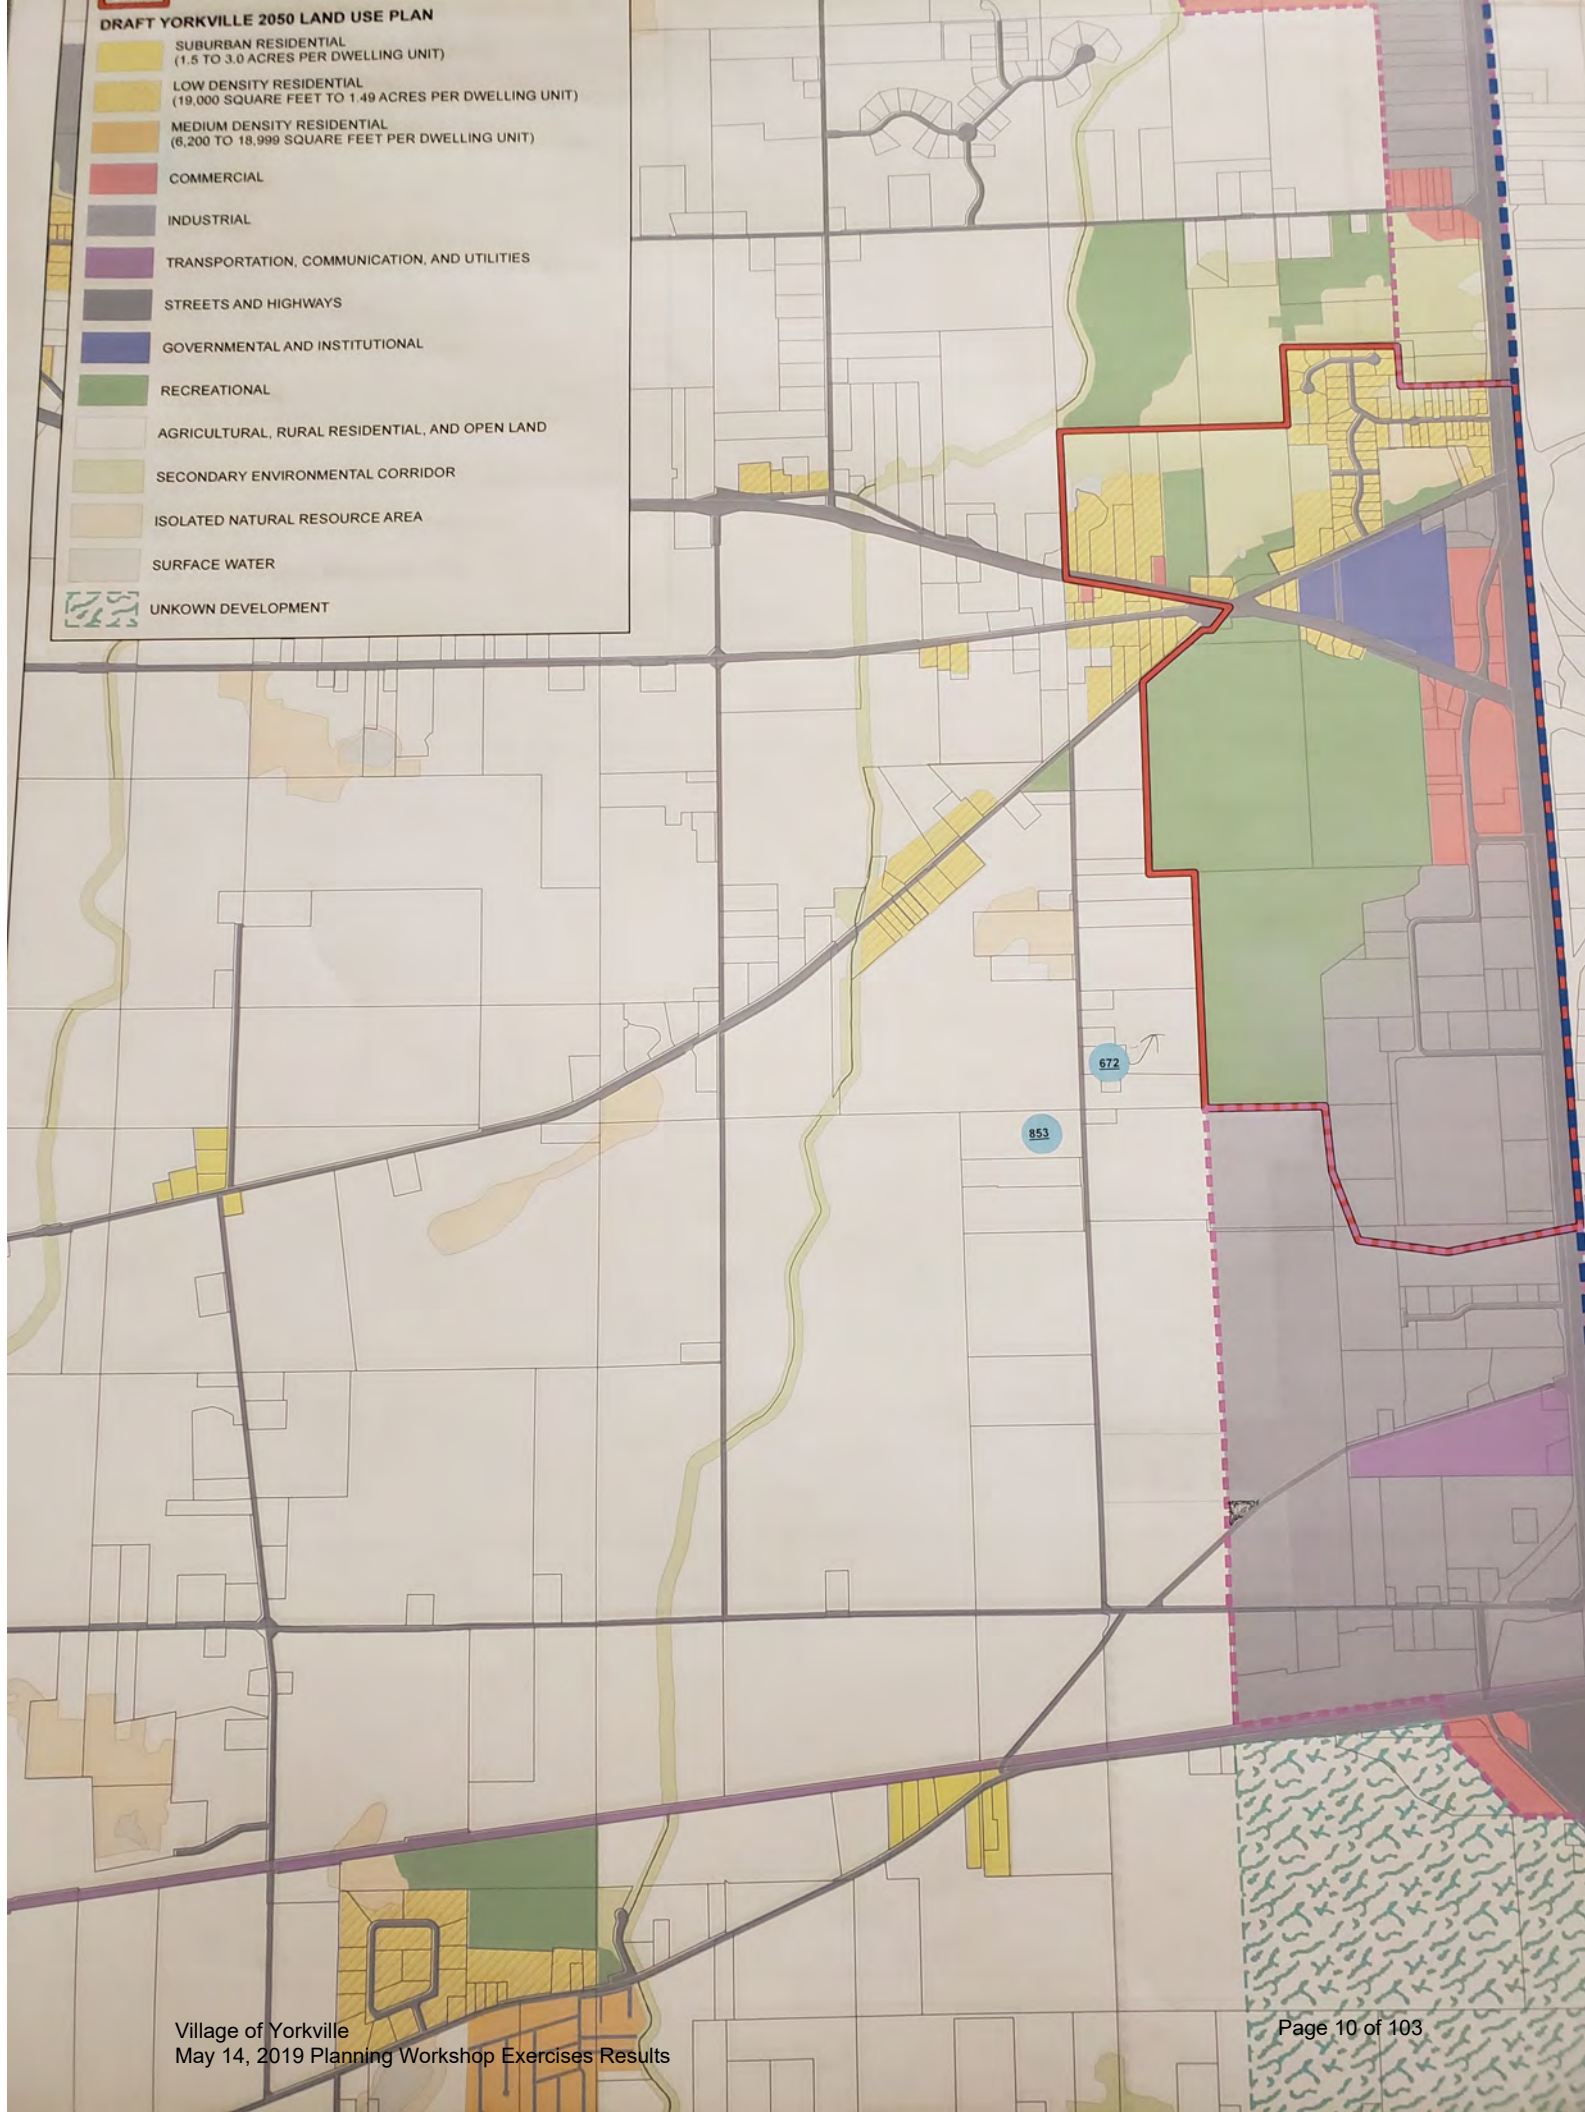 DRAFT YORKVILLE 2050 LAND USE PLAN
SUBURBAN RESIDENTIAL
(1.5 TO 3.0 ACRES PER DWELLING UNIT)
LOW DENSITY RESIDENTIAL
(19,000 SQUARE FEET TO 1.49 ACRES PER DWELLING UNIT)
MEDIUM DENSITY RESIDENTIAL
(6,200 TO 18,999 SQUARE FEET PER DWELLING UNIT)
COMMERCIAL
INDUSTRIAL
TRANSPORTATION, COMMUNICATION, AND UTILITIES
STREETS AND HIGHWAYS
GOVERNMENTAL AND INSTITUTIONAL
RECREATIONAL
AGRICULTURAL, RURAL RESIDENTIAL, AND OPEN LAND
SECONDARY ENVIRONMENTAL CORRIDOR
ISOLATED NATURAL RESOURCE AREA
SURFACE WATER
UNKOWN DEVELOPMENT
672
853
Village of Yorkville
May 14, 2019 Planning Workshop Exercises Results
Page 10 of 103